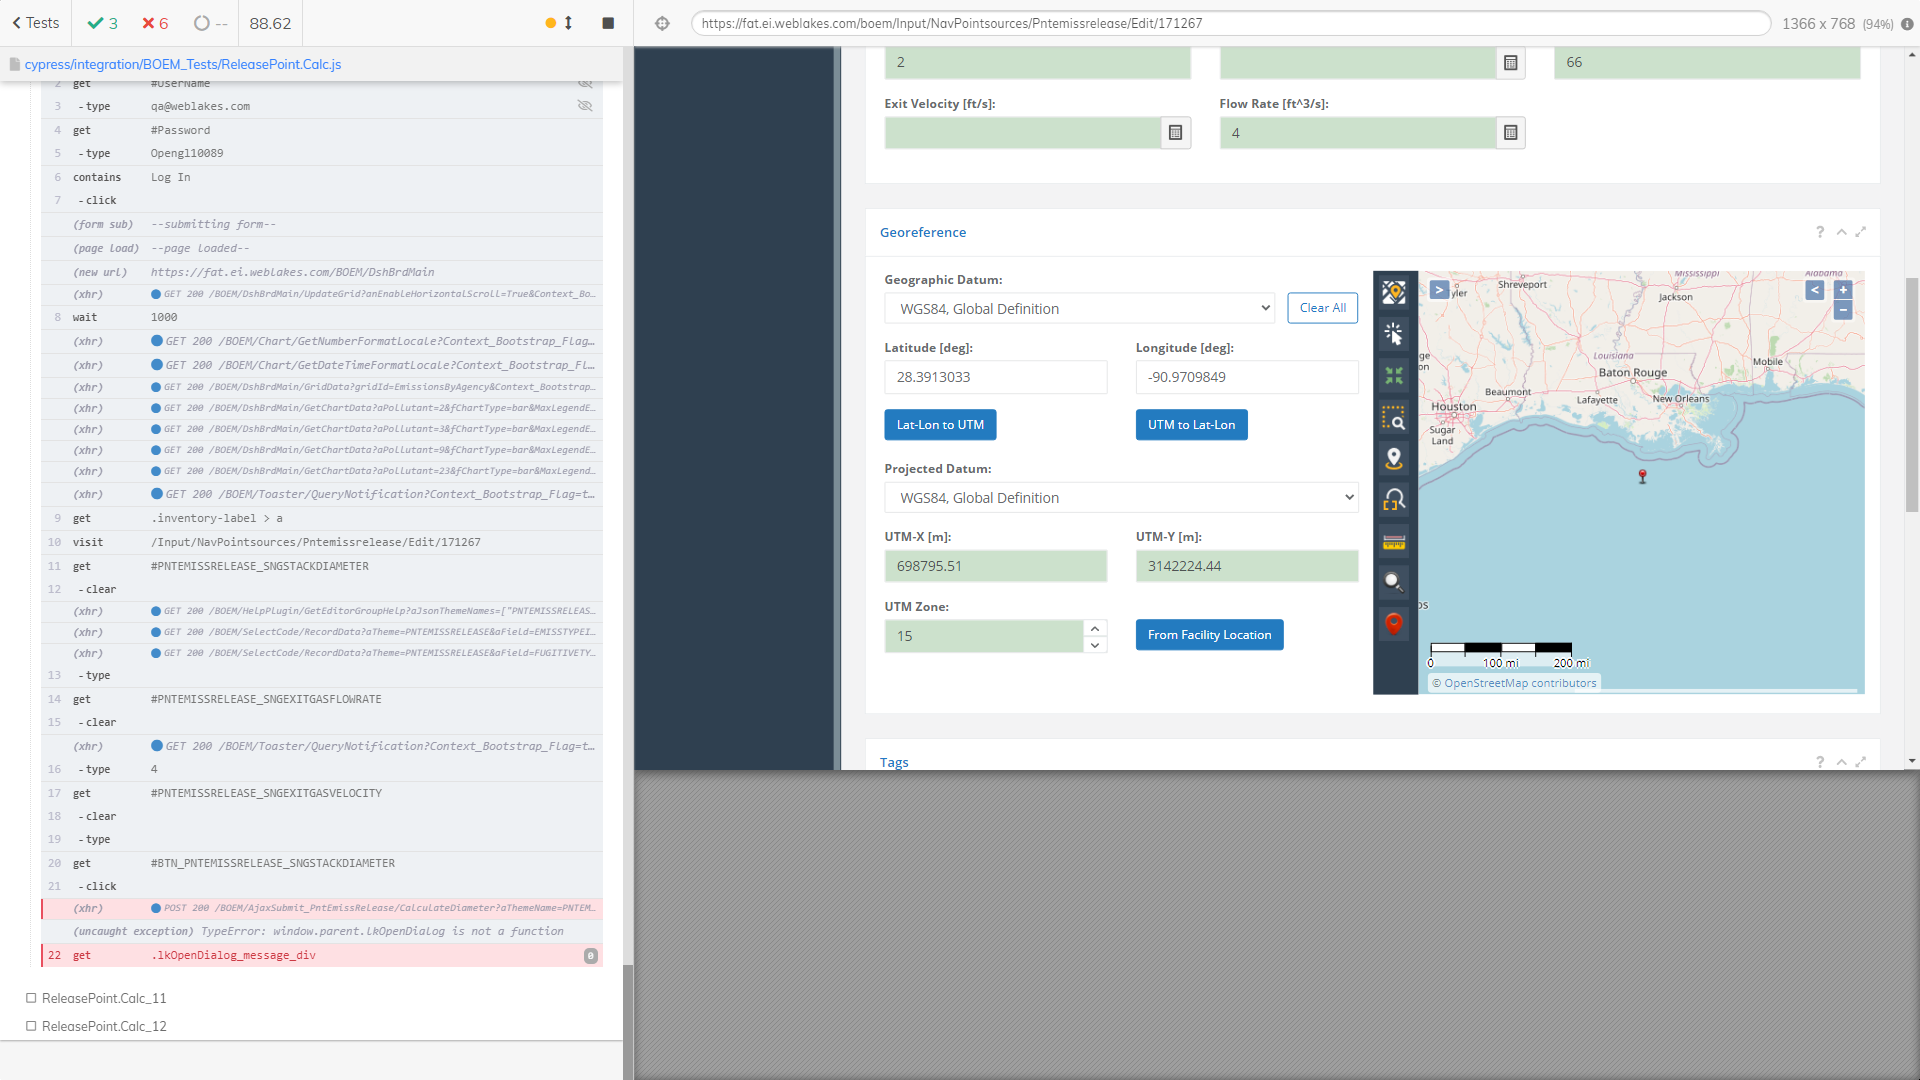 Tests
3
6
--
88.62
https://fat.ei.weblakes.com/boem/Input/NavPointsources/Pntemissrelease/Edit/171267
1366 x 768 (94%)
cypress/integration/BOEM_Tests/ReleasePoint.Calc.js
2 get #UserName
3 -type qa@weblakes.com
4 get #Password
5 -type Opengl10089
6 contains Log In
7 -click
(form sub) --submitting form--
(page load) --page loaded--
(new url) https://fat.ei.weblakes.com/BOEM/DshBrdMain
(xhr) GET 200 /BOEM/DshBrdMain/UpdateGrid?anEnableHorizontalScroll=True&Context_Bo...
8 wait 1000
(xhr) GET 200 /BOEM/Chart/GetNumberFormatLocale?Context_Bootstrap_Flag...
(xhr) GET 200 /BOEM/Chart/GetDateTimeFormatLocale?Context_Bootstrap_Fl...
(xhr) GET 200 /BOEM/DshBrdMain/GridData?gridId=EmissionsByAgency&Context_Bootstrap...
(xhr) GET 200 /BOEM/DshBrdMain/GetChartData?aPollutant=2&fChartType=bar&MaxLegendE...
(xhr) GET 200 /BOEM/DshBrdMain/GetChartData?aPollutant=3&fChartType=bar&MaxLegendE...
(xhr) GET 200 /BOEM/DshBrdMain/GetChartData?aPollutant=9&fChartType=bar&MaxLegendE...
(xhr) GET 200 /BOEM/DshBrdMain/GetChartData?aPollutant=23&fChartType=bar&MaxLegend...
(xhr) GET 200 /BOEM/Toaster/QueryNotification?Context_Bootstrap_Flag=t...
9 get .inventory-label > a
10 visit /Input/NavPointsources/Pntemissrelease/Edit/171267
11 get #PNTEMISSRELEASE_SNGSTACKDIAMETER
12 -clear
(xhr) GET 200 /BOEM/HelpPlugin/GetEditorGroupHelp?aJsonThemeNames=["PNTEMISSRELEAS...
(xhr) GET 200 /BOEM/SelectCode/RecordData?aTheme=PNTEMISSRELEASE&aField=EMISSTYPEI...
(xhr) GET 200 /BOEM/SelectCode/RecordData?aTheme=PNTEMISSRELEASE&aField=FUGITIVETY...
13 -type
14 get #PNTEMISSRELEASE_SNGEXITGASFLOWRATE
15 -clear
(xhr) GET 200 /BOEM/Toaster/QueryNotification?Context_Bootstrap_Flag=t...
16 -type 4
17 get #PNTEMISSRELEASE_SNGEXITGASVELOCITY
18 -clear
19 -type
20 get #BTN_PNTEMISSRELEASE_SNGSTACKDIAMETER
21 -click
(xhr) POST 200 /BOEM/AjaxSubmit_PntEmissRelease/CalculateDiameter?aThemeName=PNTEM...
(uncaught exception) TypeError: window.parent.lkOpenDialog is not a function
22 get .lkOpenDialog_message_div 0
ReleasePoint.Calc_11
ReleasePoint.Calc_12
2
66
Exit Velocity [ft/s]:
Flow Rate [ft^3/s]:
4
Georeference
?
Geographic Datum:
WGS84, Global Definition
Clear All
Latitude [deg]:
Longitude [deg]:
28.3913033
-90.9709849
Lat-Lon to UTM
UTM to Lat-Lon
Projected Datum:
WGS84, Global Definition
UTM-X [m]:
UTM-Y [m]:
698795.51
3142224.44
UTM Zone:
15
From Facility Location
>
<
+
−
Mississippi
Alabama
yler
Shreveport
Jackson
ge
on
Louisiana
Mobile
Baton Rouge
Beaumont
Lafayette
New Orleans
Houston
Sugar
Land
os
0 100 mi 200 mi
© OpenStreetMap contributors
Tags
?